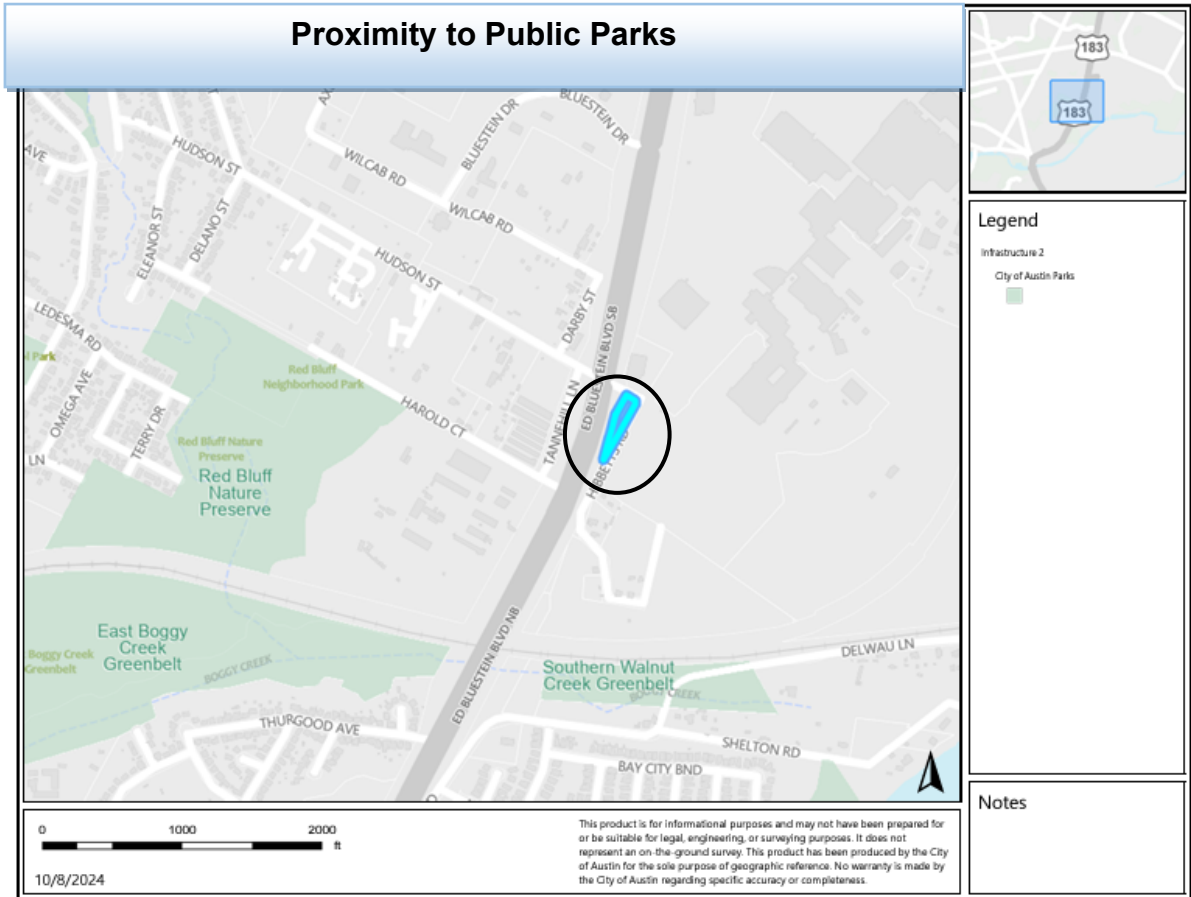 Proximity to Public Parks
183
183
BLUESTEIN DR
BLUESTEIN DR
AVE
HUDSON ST
WILCAB RD
WILCAB RD
ELEANOR ST
DELANO ST
HUDSON ST
DARBY ST
LEDESMA RD
Park
Red Bluff
Neighborhood Park
ED BLUESTEIN BLVD SB
OMEGA AVE
TERRY DR
HAROLD CT
TANNEHILL LN
LN
Red Bluff Nature
Preserve
Red Bluff
Nature
Preserve
HIBBETTS RD
East Boggy
Creek
Greenbelt
Boggy Creek
Greenbelt
BOGGY CREEK
ED BLUESTEIN BLVD NB
Southern Walnut
Creek Greenbelt
BOGGY CREEK
DELWAU LN
THURGOOD AVE
SHELTON RD
BAY CITY BND
Legend
Infrastructure 2
City of Austin Parks
Notes
0 1000 2000
ft
10/8/2024
This product is for informational purposes and may not have been prepared for
or be suitable for legal, engineering, or surveying purposes. It does not
represent an on-the-ground survey. This product has been produced by the City
of Austin for the sole purpose of geographic reference. No warranty is made by
the City of Austin regarding specific accuracy or completeness.